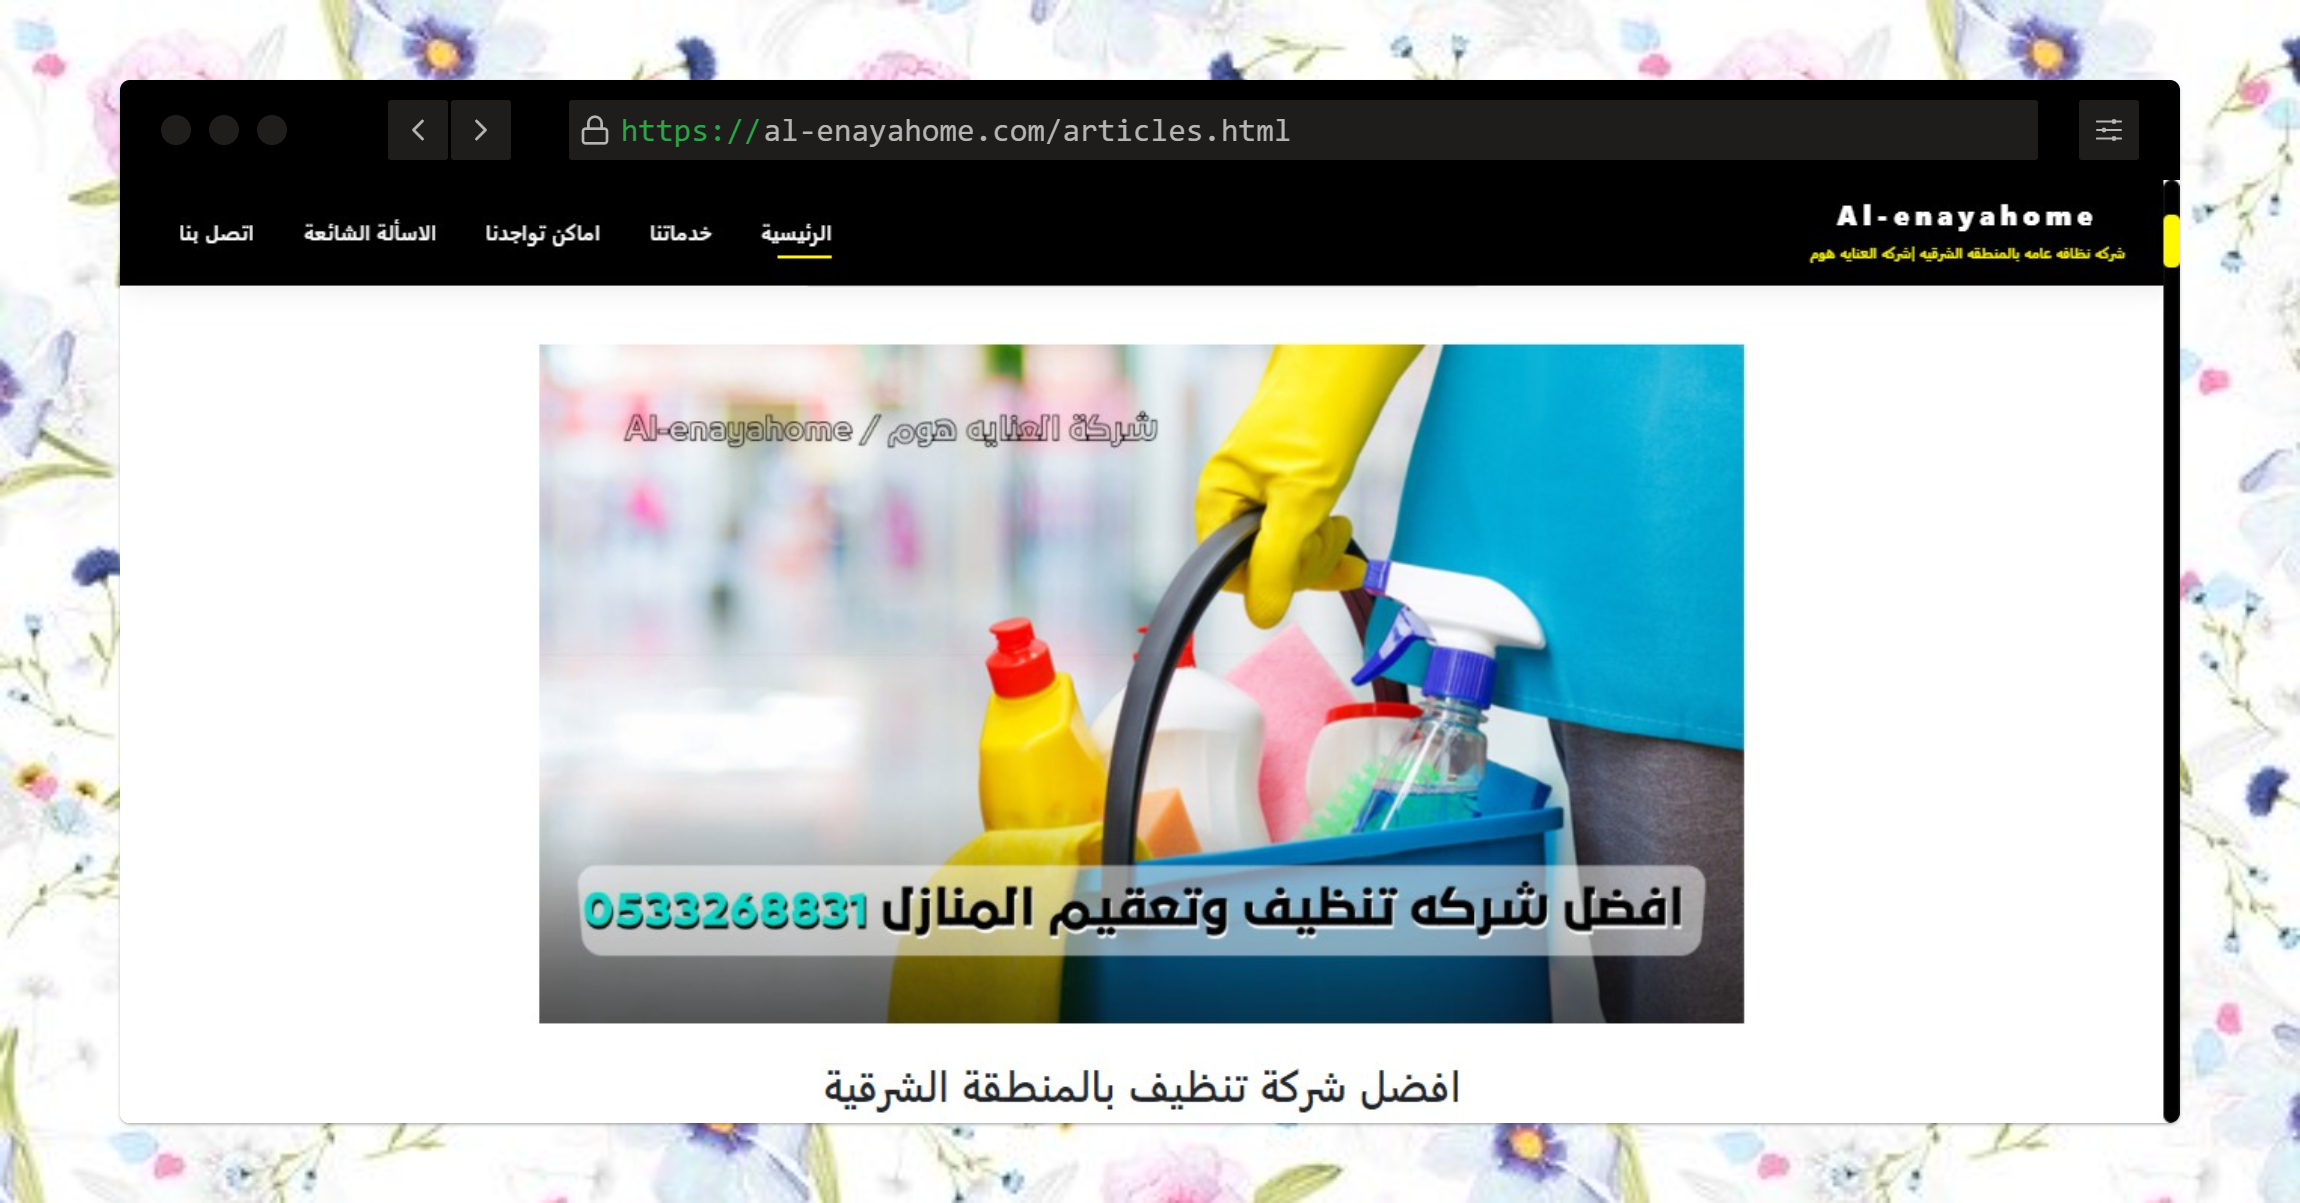 https://al-enayahome.com/articles.html
Al-enayahome
شركه نظافه عامه بالمنطقه الشرقيه |شركه العنايه هوم
الرئيسية
خدماتنا
اماكن تواجدنا
الاسألة الشائعة
اتصل بنا
شركة العنايه هوم / Al-enayahome
افضل شركه تنظيف وتعقيم المنازل 0533268831
افضل شركة تنظيف بالمنطقة الشرقية